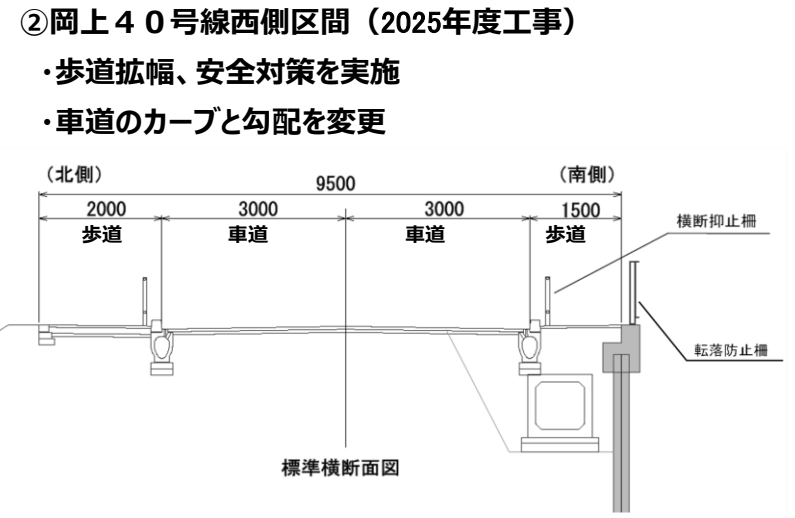 ②岡上４０号線西側区間（2025年度工事）
・歩道拡幅、安全対策を実施
・車道のカーブと勾配を変更
（北側）
（南側）
9500
2000
3000
3000
1500
歩道
車道
車道
歩道
横断抑止柵
転落防止柵
標準横断面図